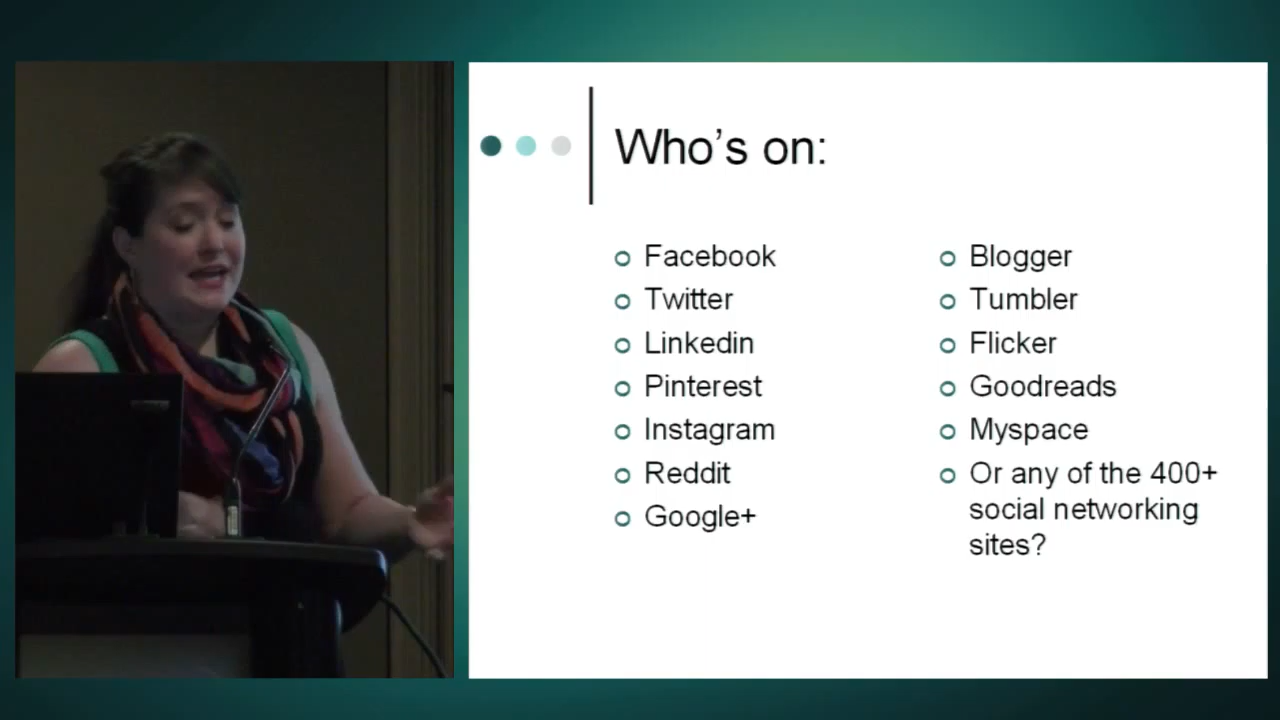 Who's on:
Facebook
Twitter
Linkedin
Pinterest
Instagram
Reddit
Google+
Blogger
Tumbler
Flicker
Goodreads
Myspace
Or any of the 400+
social networking
sites?